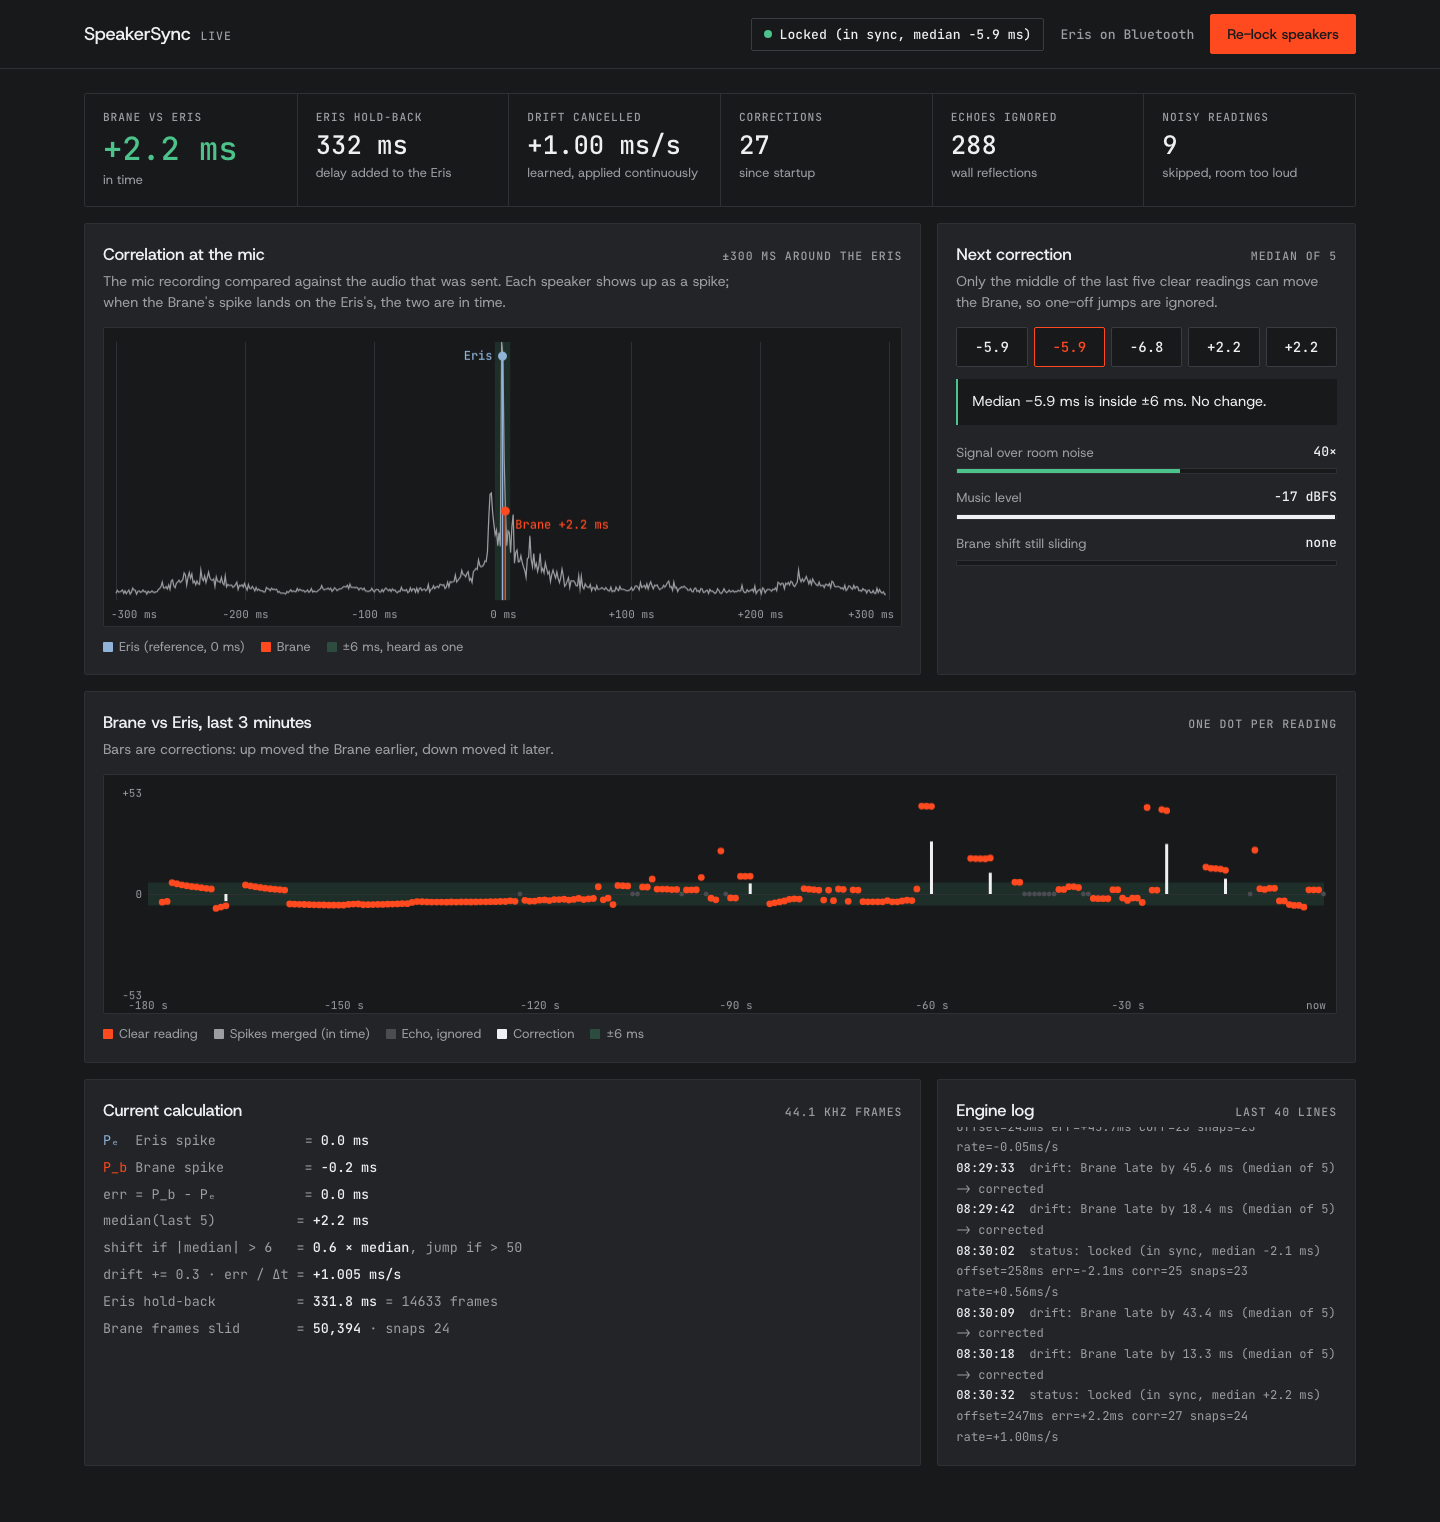 SpeakerSync LIVE
Locked (in sync, median -5.9 ms)
Eris on Bluetooth
Re-lock speakers
BRANE VS ERIS
+2.2 ms
in time
ERIS HOLD-BACK
332 ms
delay added to the Eris
DRIFT CANCELLED
+1.00 ms/s
learned, applied continuously
CORRECTIONS
27
since startup
ECHOES IGNORED
288
wall reflections
NOISY READINGS
9
skipped, room too loud
Correlation at the mic
±300 MS AROUND THE ERIS
The mic recording compared against the audio that was sent. Each speaker shows up as a spike;
when the Brane's spike lands on the Eris's, the two are in time.
Eris
Brane +2.2 ms
-300 ms
-200 ms
-100 ms
0 ms
+100 ms
+200 ms
+300 ms
Eris (reference, 0 ms)
Brane
±6 ms, heard as one
Next correction
MEDIAN OF 5
Only the middle of the last five clear readings can move
the Brane, so one-off jumps are ignored.
-5.9
-5.9
-6.8
+2.2
+2.2
Median −5.9 ms is inside ±6 ms. No change.
Signal over room noise
40×
Music level
-17 dBFS
Brane shift still sliding
none
Brane vs Eris, last 3 minutes
ONE DOT PER READING
Bars are corrections: up moved the Brane earlier, down moved it later.
+53
0
-53
-180 s
-150 s
-120 s
-90 s
-60 s
-30 s
now
Clear reading
Spikes merged (in time)
Echo, ignored
Correction
±6 ms
Current calculation
44.1 KHZ FRAMES
Pₑ Eris spike = 0.0 ms
P_b Brane spike = -0.2 ms
err = P_b - Pₑ = 0.0 ms
median(last 5) = +2.2 ms
shift if |median| > 6 = 0.6 × median, jump if > 50
drift += 0.3 · err / Δt = +1.005 ms/s
Eris hold-back = 331.8 ms = 14633 frames
Brane frames slid = 50,394 · snaps 24
Engine log
LAST 40 LINES
rate=-0.05ms/s
08:29:33 drift: Brane late by 45.6 ms (median of 5)
→ corrected
08:29:42 drift: Brane late by 18.4 ms (median of 5)
→ corrected
08:30:02 status: locked (in sync, median -2.1 ms)
offset=258ms err=-2.1ms corr=25 snaps=23
rate=+0.56ms/s
08:30:09 drift: Brane late by 43.4 ms (median of 5)
→ corrected
08:30:18 drift: Brane late by 13.3 ms (median of 5)
→ corrected
08:30:32 status: locked (in sync, median +2.2 ms)
offset=247ms err=+2.2ms corr=27 snaps=24
rate=+1.00ms/s